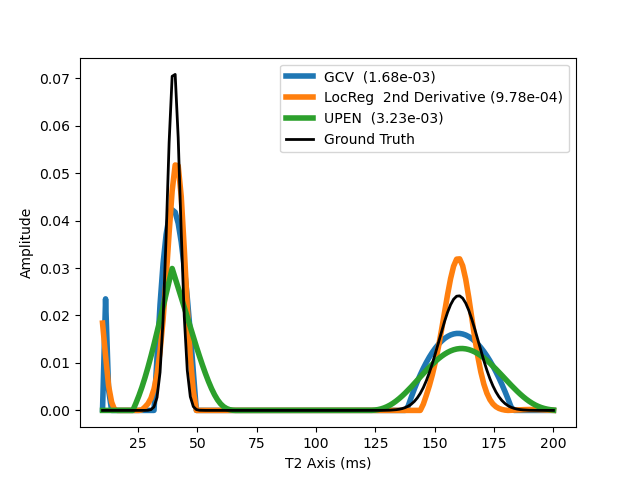 GCV (1.68e-03)
LocReg 2nd Derivative (9.78e-04)
UPEN (3.23e-03)
Ground Truth
Amplitude
0.07
0.06
0.05
0.04
0.03
0.02
0.01
0.00
25 50 75 100 125 150 175 200
T2 Axis (ms)